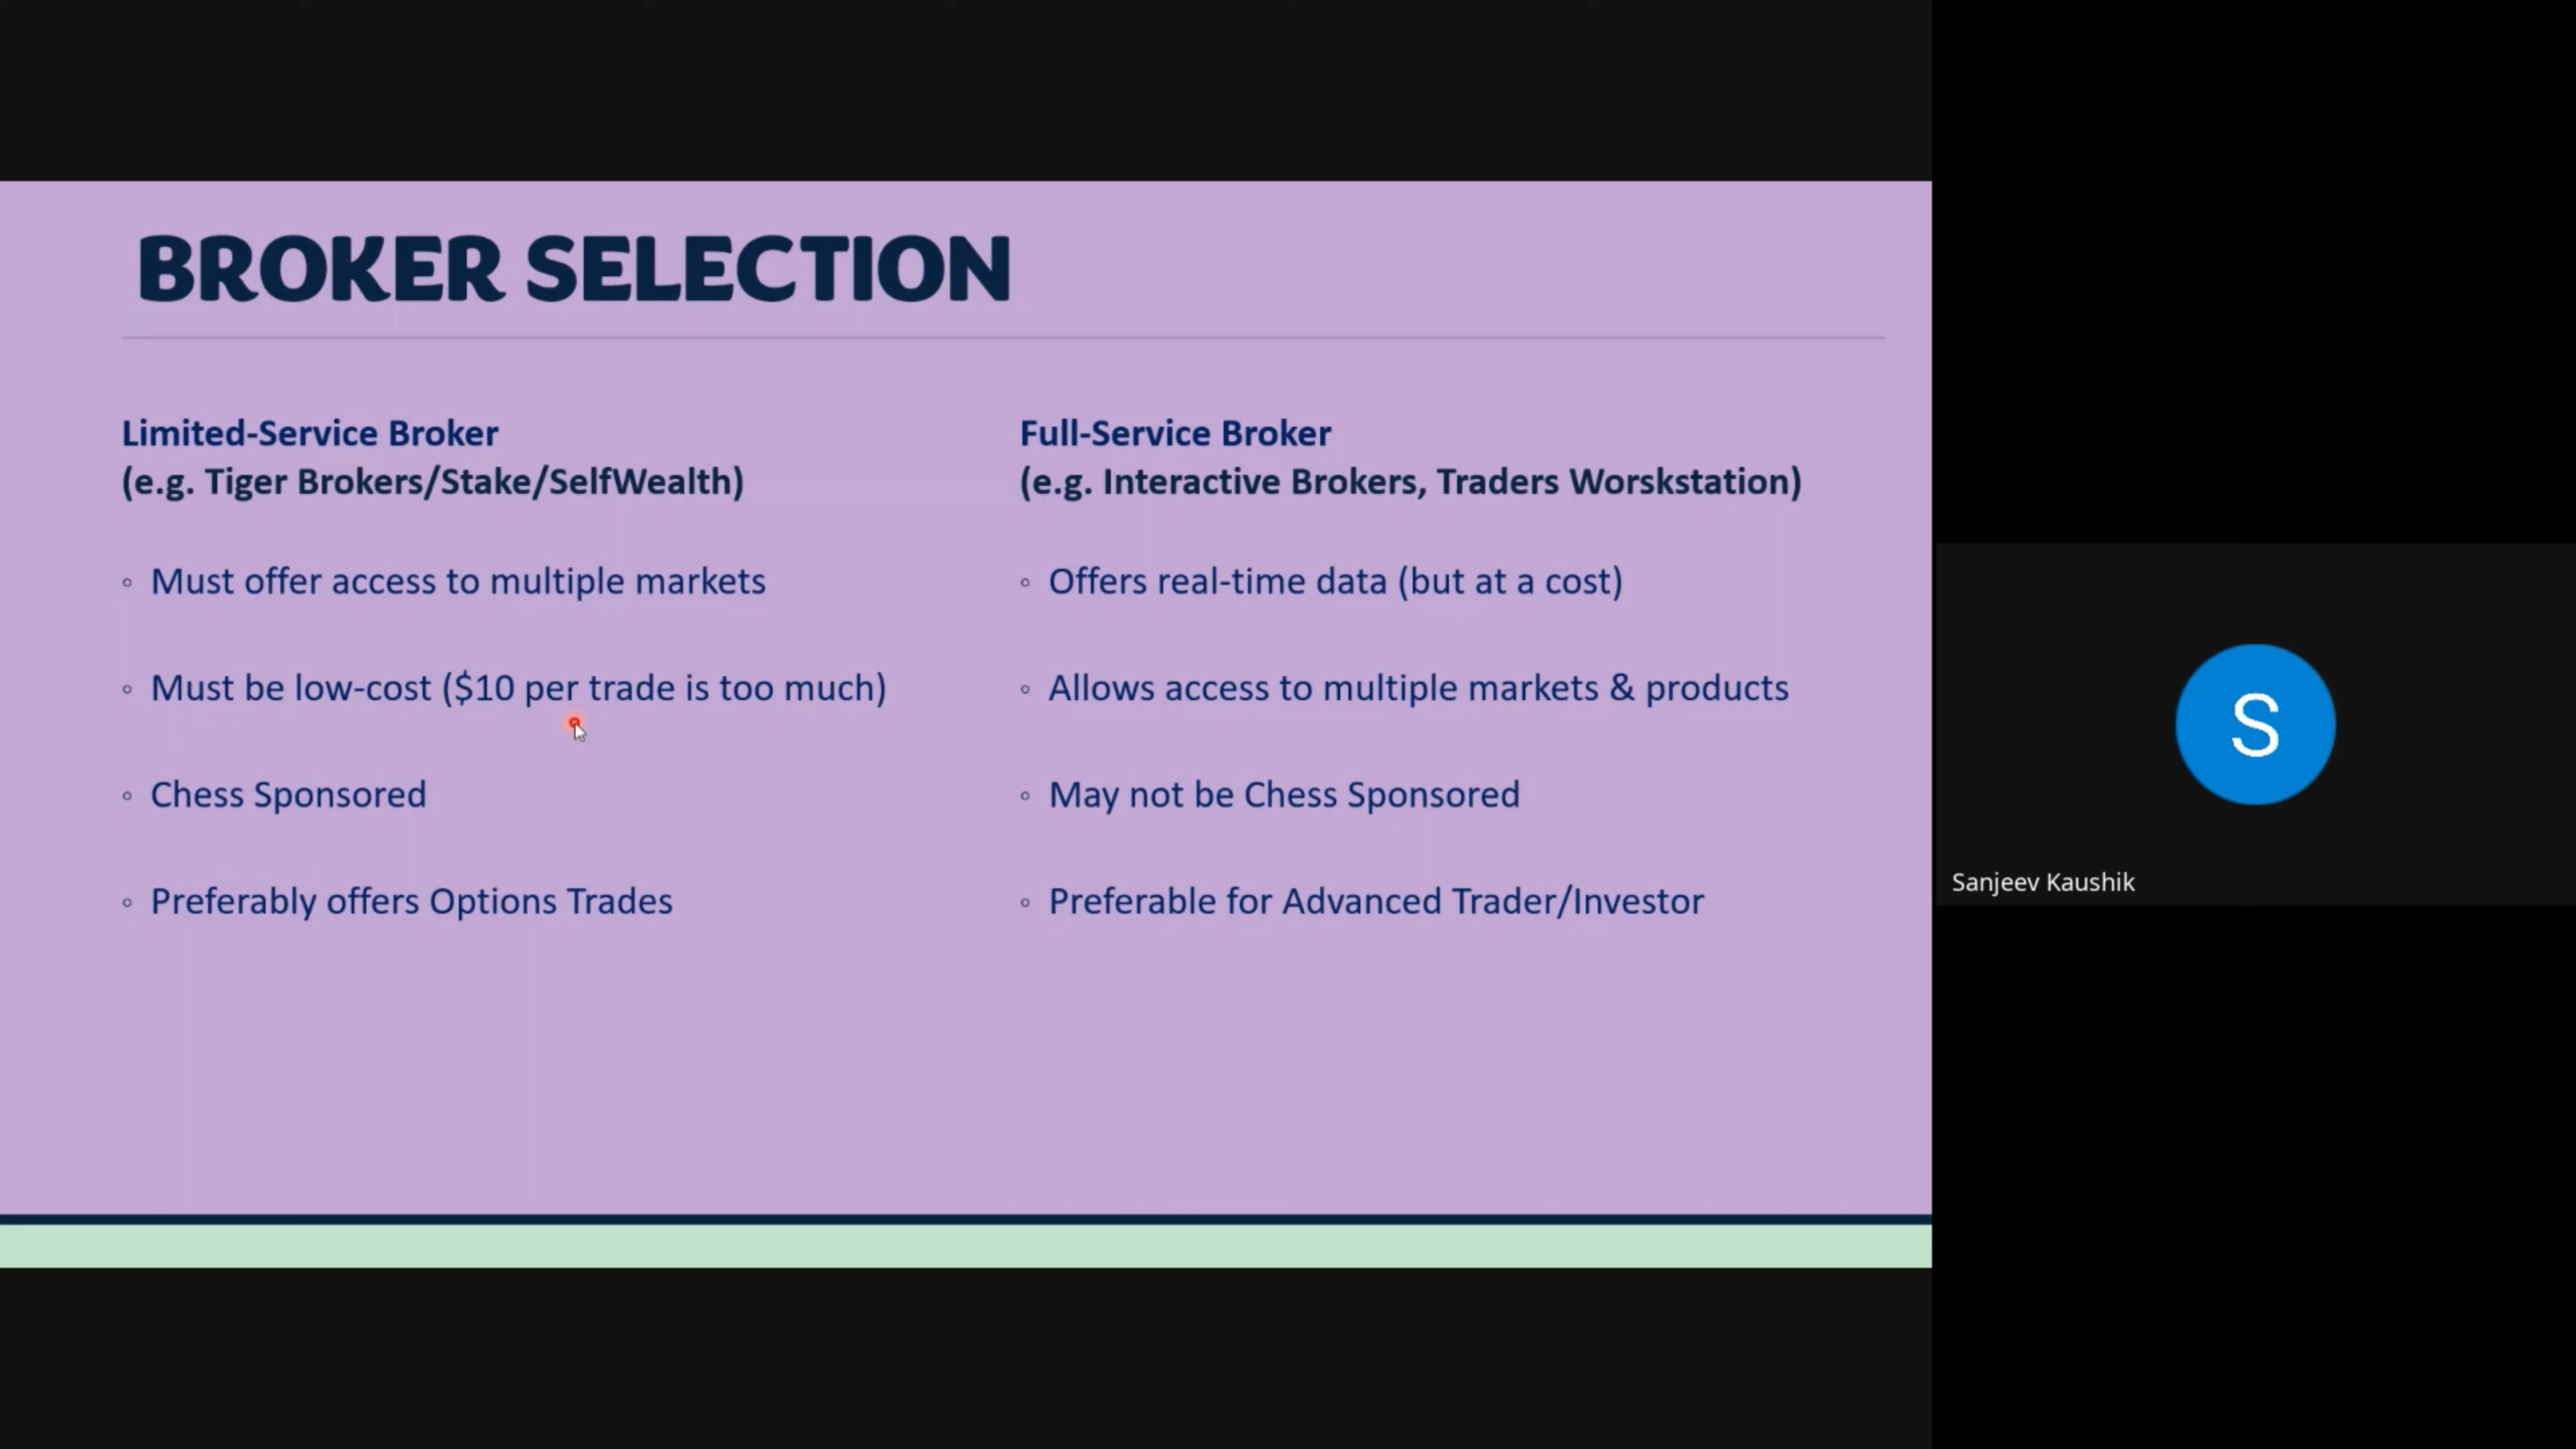 BROKER SELECTION
Limited-Service Broker
(e.g. Tiger Brokers/Stake/SelfWealth)
◦ Must offer access to multiple markets
◦ Must be low-cost ($10 per trade is too much)
◦ Chess Sponsored
◦ Preferably offers Options Trades
Full-Service Broker
(e.g. Interactive Brokers, Traders Worskstation)
◦ Offers real-time data (but at a cost)
◦ Allows access to multiple markets & products
◦ May not be Chess Sponsored
◦ Preferable for Advanced Trader/Investor
S
Sanjeev Kaushik